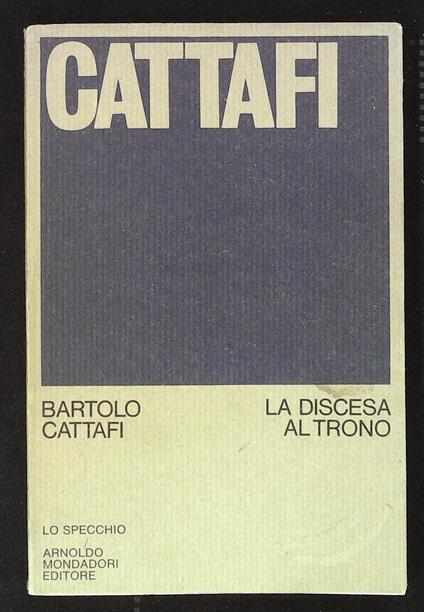 CATTAFI
BARTOLO
CATTAFI
LA DISCESA
AL TRONO
LO SPECCHIO
ARNOLDO
MONDADORI
EDITORE